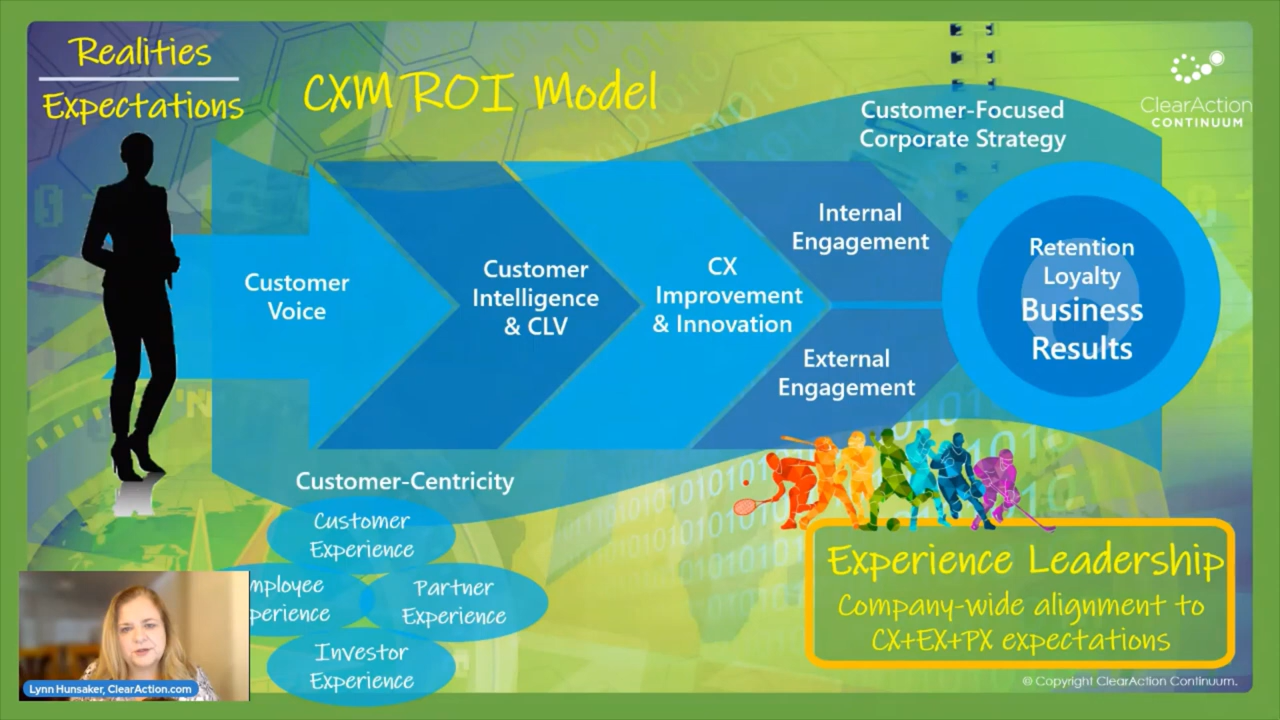 Realities
Expectations
CXM ROI Model
Customer-Focused
Corporate Strategy
ClearAction
CONTINUUM
Customer
Voice
Customer
Intelligence
& CLV
CX
Improvement
& Innovation
Internal
Engagement
External
Engagement
Retention
Loyalty
Business
Results
Customer-Centricity
Customer
Experience
mployee
perience
Partner
Experience
Investor
Experience
Experience Leadership
Company-wide alignment to
CX+EX+PX expectations
Lynn Hunsaker, ClearAction.com
© Copyright ClearAction Continuum.